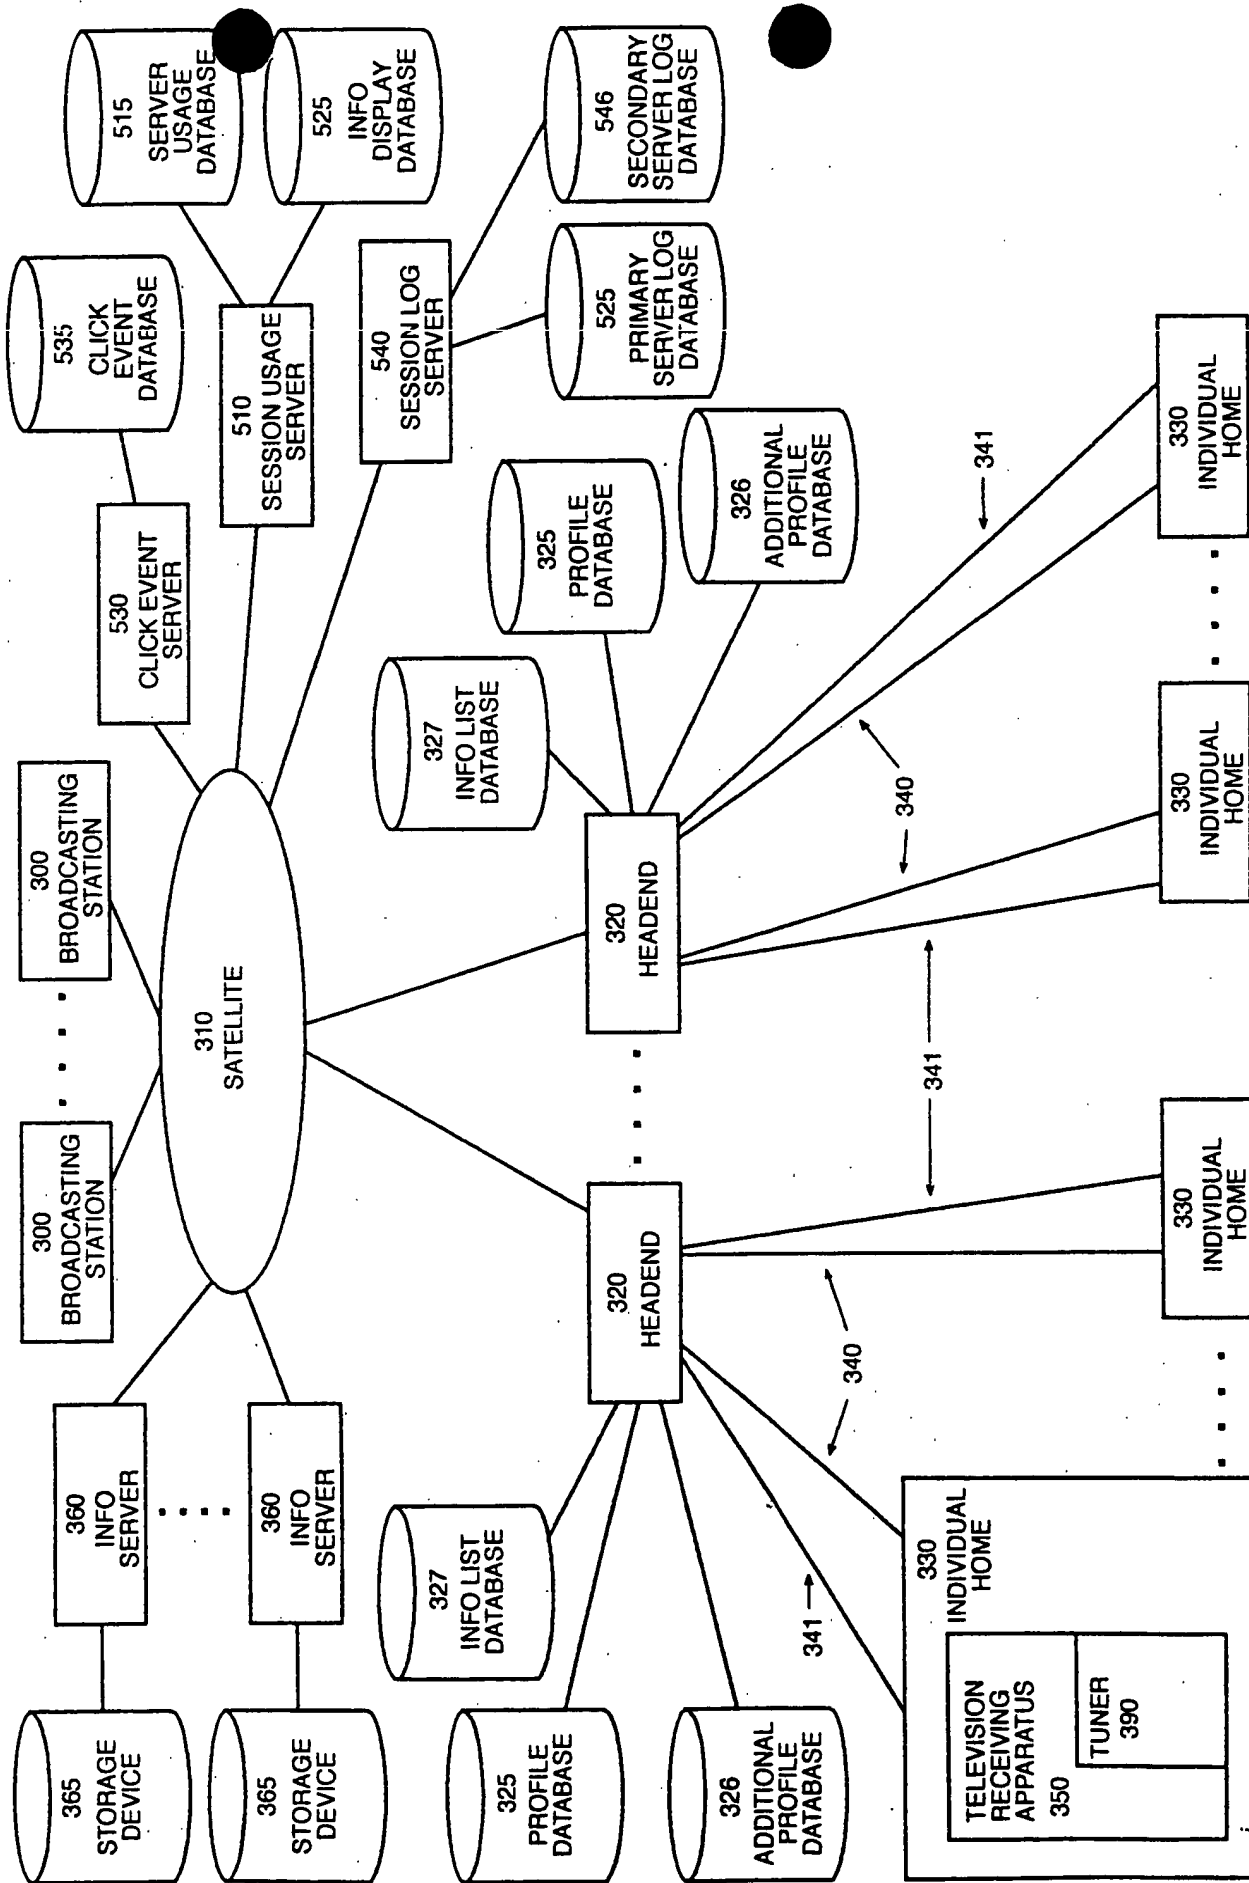 365
STORAGE
DEVICE
360
INFO
SERVER
365
STORAGE
DEVICE
360
INFO
SERVER
300
BROADCASTING
STATION
300
BROADCASTING
STATION
310
SATELLITE
530
CLICK EVENT
SERVER
535
CLICK
EVENT
DATABASE
510
SESSION USAGE
SERVER
515
SERVER
USAGE
DATABASE
525
INFO
DISPLAY
DATABASE
540
SESSION LOG
SERVER
525
PRIMARY
SERVER LOG
DATABASE
546
SECONDARY
SERVER LOG
DATABASE
327
INFO LIST
DATABASE
325
PROFILE
DATABASE
326
ADDITIONAL
PROFILE
DATABASE
320
HEADEND
320
HEADEND
327
INFO LIST
DATABASE
325
PROFILE
DATABASE
326
ADDITIONAL
PROFILE
DATABASE
341
340
341
340
341
330
INDIVIDUAL
HOME
TELEVISION
RECEIVING
APPARATUS
350
TUNER
390
330
INDIVIDUAL
HOME
330
INDIVIDUAL
HOME
330
INDIVIDUAL
HOME